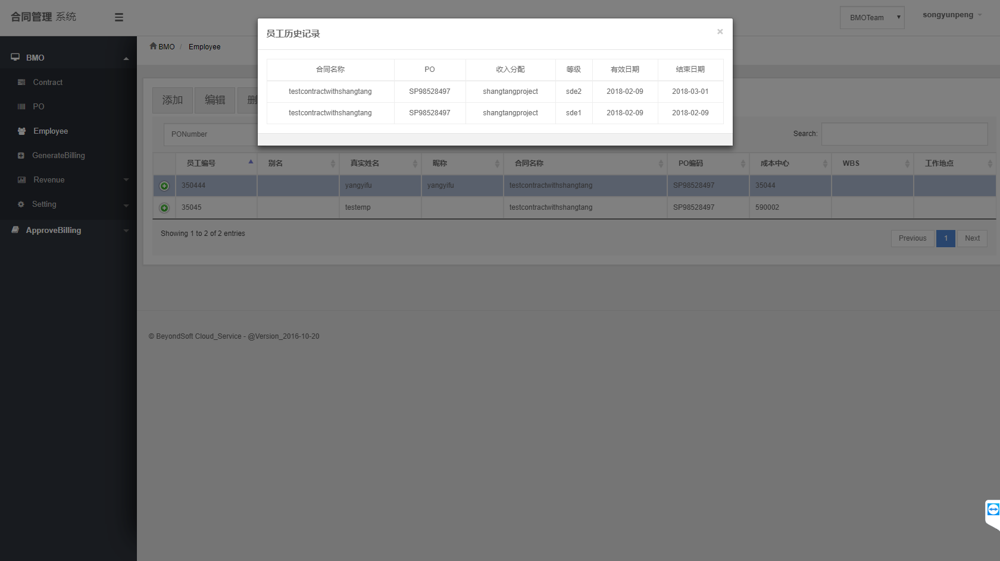 合同管理 系统
BMOTeam
songyunpeng
BMO
Contract
PO
Employee
GenerateBilling
Revenue
Setting
ApproveBilling
BMO / Employee
员工历史记录 ×
合同名称 PO 收入分配 等级 有效日期 结束日期
testcontractwithshangtang SP98528497 shangtangproject sde2 2018-02-09 2018-03-01
testcontractwithshangtang SP98528497 shangtangproject sde1 2018-02-09 2018-02-09
添加 编辑 删
PONumber
Search:
员工编号 别名 真实姓名 昵称 合同名称 PO编码 成本中心 WBS 工作地点
350444 yangyifu yangyifu testcontractwithshangtang SP98528497 35044
35045 testemp testcontractwithshangtang SP98528497 590002
Showing 1 to 2 of 2 entries
Previous 1 Next
© BeyondSoft Cloud_Service - @Version_2016-10-20